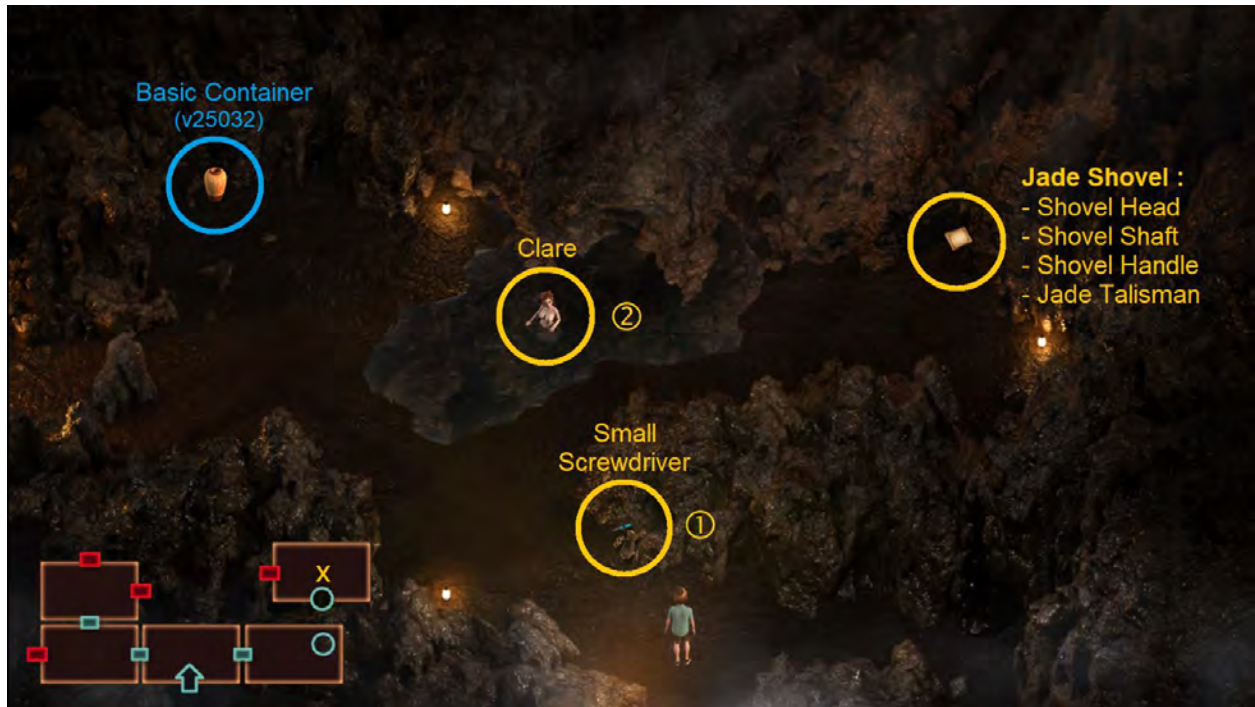 Basic Container
(v25032)
Jade Shovel :
- Shovel Head
- Shovel Shaft
- Shovel Handle
- Jade Talisman
Clare
②
Small
Screwdriver
①
X